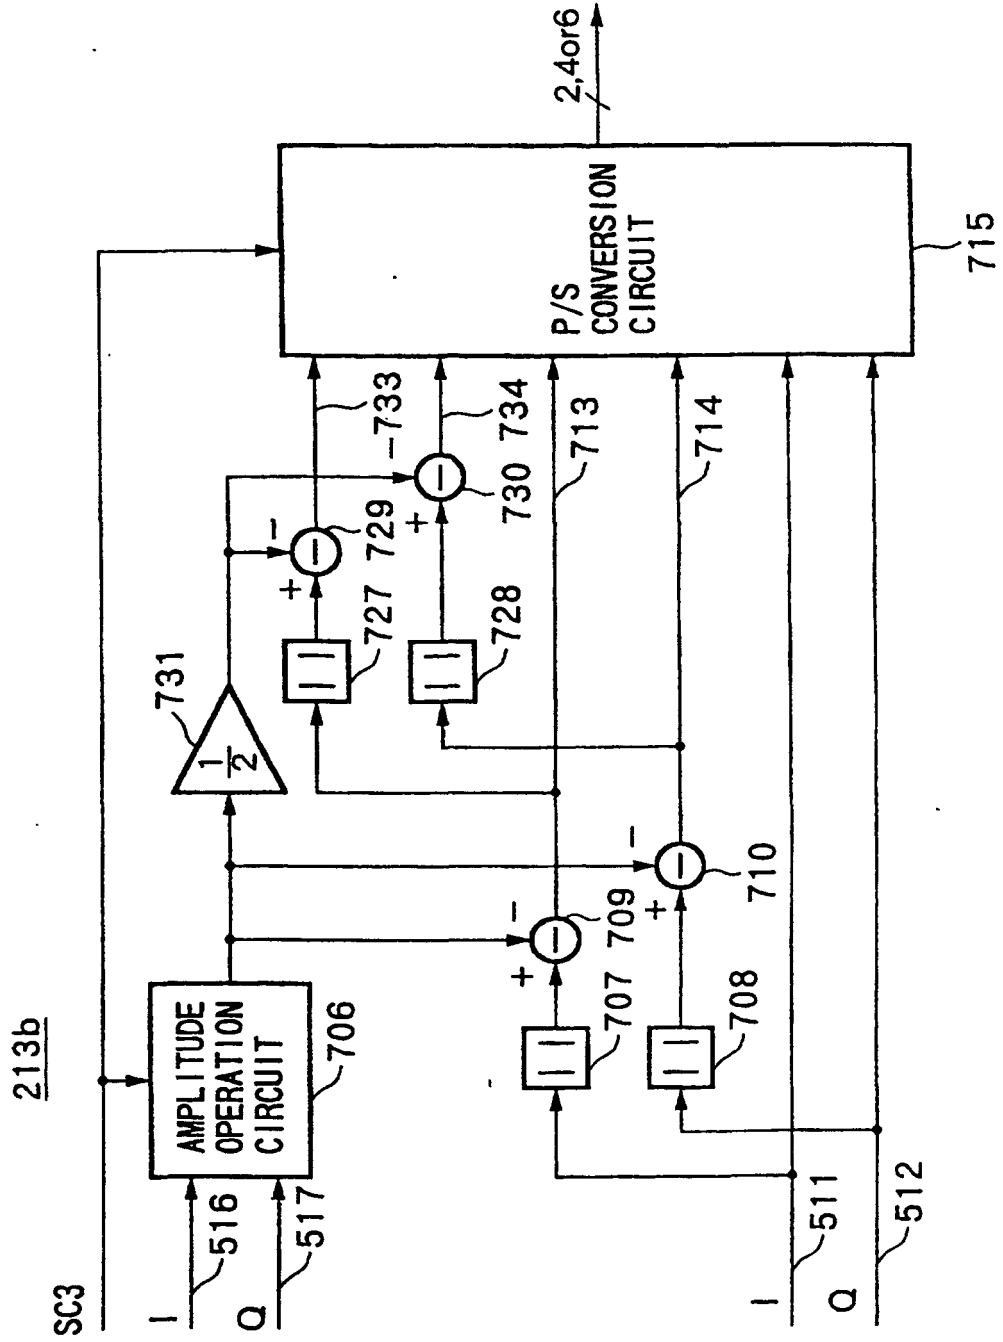 213b
SC3
I
516
Q
517
AMPLITUDE
OPERATION
CIRCUIT
706
731
1
2
+
−
729
727
−733
+
730
734
728
+
−
709
707
713
+
−
710
708
714
I
511
Q
512
P/S
CONVERSION
CIRCUIT
715
2,4or6